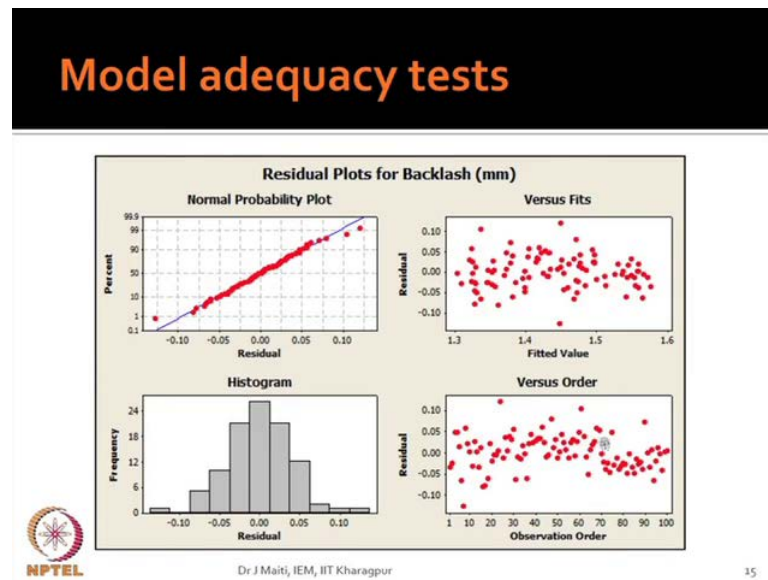 Model adequacy tests
Residual Plots for Backlash (mm)
Normal Probability Plot
99.9
99
90
50
10
1
0.1
Percent
-0.10 -0.05 0.00 0.05 0.10
Residual
Versus Fits
0.10
0.05
0.00
-0.05
-0.10
Residual
1.3 1.4 1.5 1.6
Fitted Value
Histogram
24
18
12
6
0
Frequency
-0.10 -0.05 0.00 0.05 0.10
Residual
Versus Order
0.10
0.05
0.00
-0.05
-0.10
Residual
1 10 20 30 40 50 60 70 80 90 100
Observation Order
NPTEL
Dr J Maiti, IEM, IIT Kharagpur
15